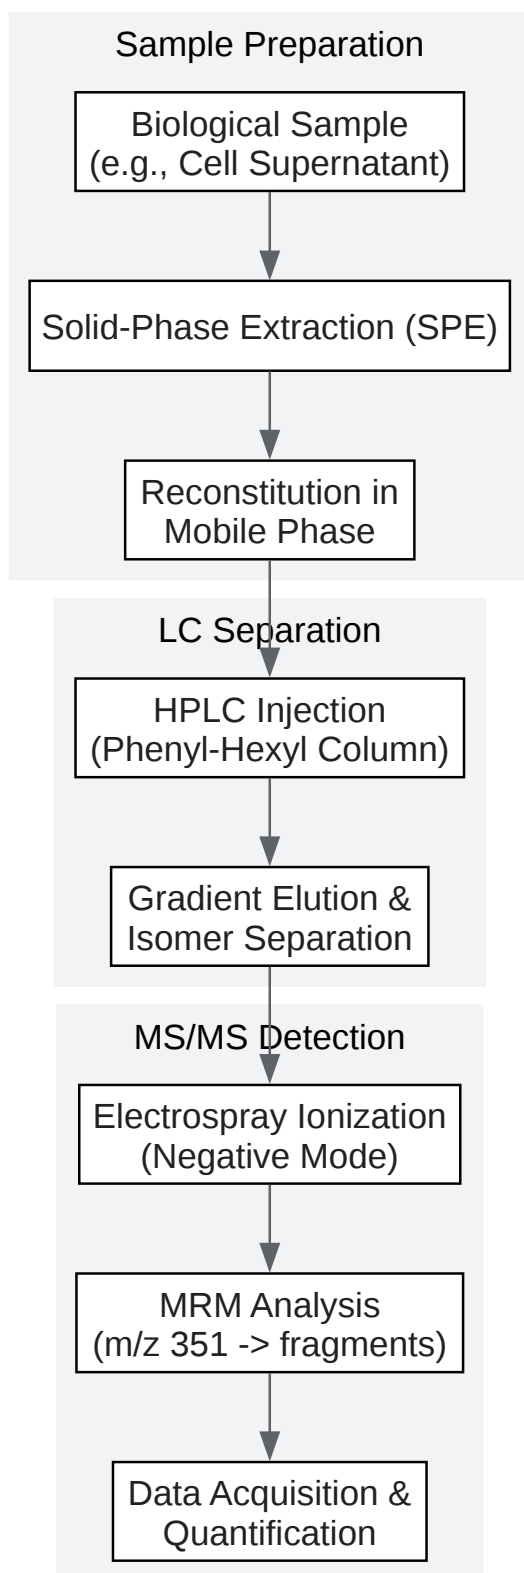 Sample Preparation
Biological Sample
(e.g., Cell Supernatant)
Solid-Phase Extraction (SPE)
Reconstitution in
Mobile Phase
LC Separation
HPLC Injection
(Phenyl-Hexyl Column)
Gradient Elution &
Isomer Separation
MS/MS Detection
Electrospray Ionization
(Negative Mode)
MRM Analysis
(m/z 351 -> fragments)
Data Acquisition &
Quantification